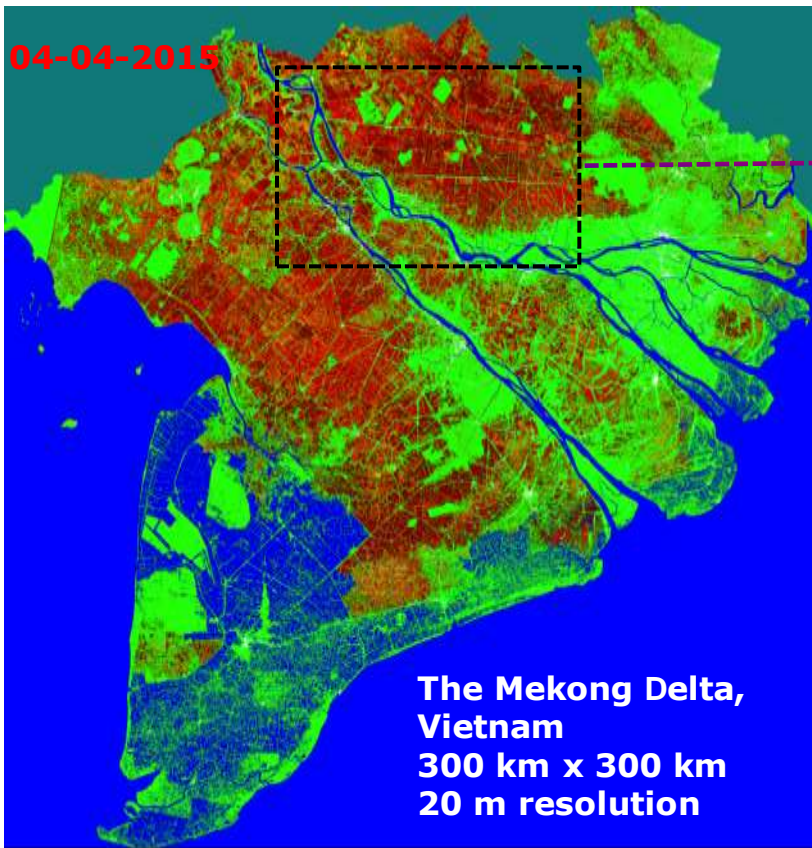 04-04-2015
The Mekong Delta,
Vietnam
300 km x 300 km
20 m resolution